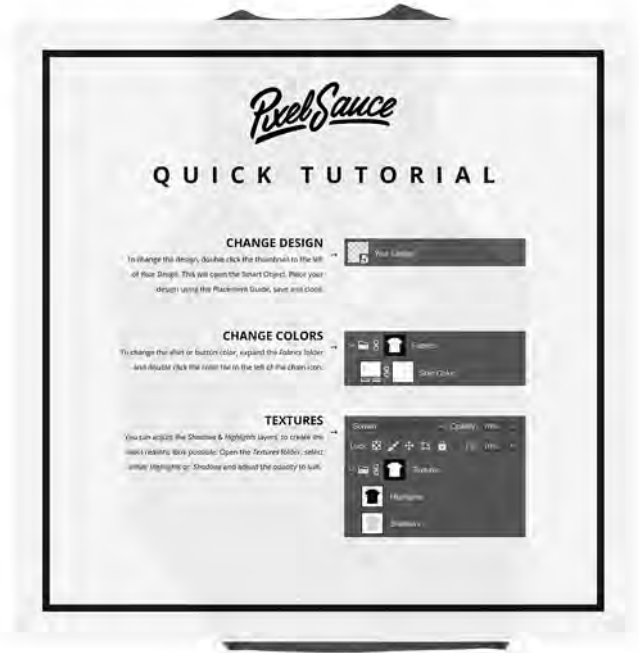 PixelSauce
QUICK TUTORIAL
CHANGE DESIGN
To change the design, double click the thumbnail to the left
of Your Design. This will open the Smart Object. Place your
design using the Placement Guide, save and close.
Your Design
CHANGE COLORS
To change the shirt or button color, expand the Fabrics folder
and double click the color tile to the left of the chain icon.
Fabrics
Shirt Color
TEXTURES
You can adjust the Shadows & Highlights layers, to create the
most realistic look possible. Open the Textures folder, select
either Highlights or Shadows and adjust the opacity to suit.
Screen
Opacity: 70%
Lock:
Fill:
Textures
Highlights
Shadows